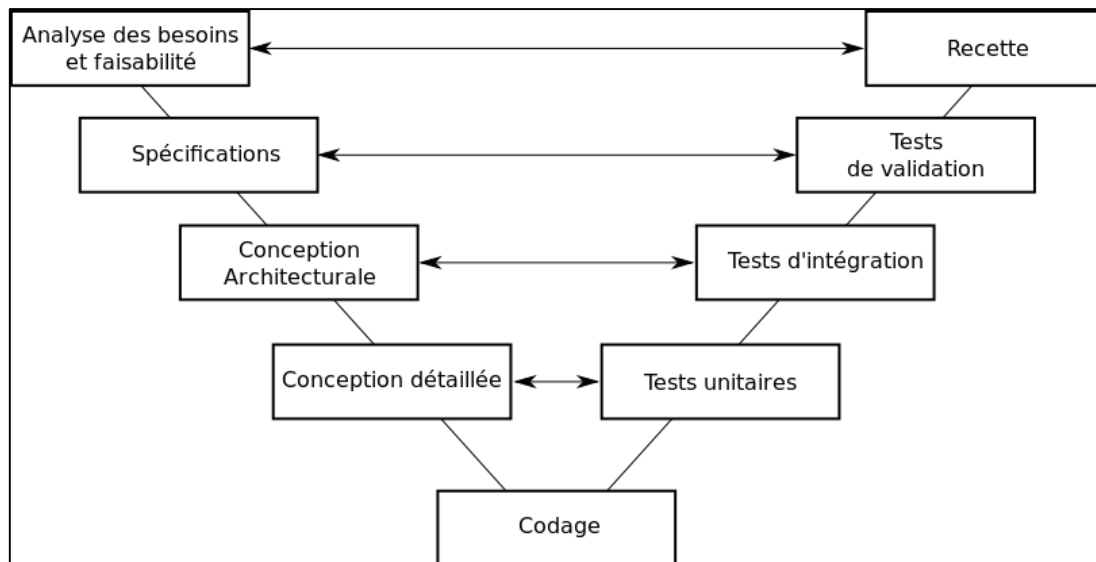 Analyse des besoins
et faisabilité
Recette
Spécifications
Tests
de validation
Conception
Architecturale
Tests d'intégration
Conception détaillée
Tests unitaires
Codage